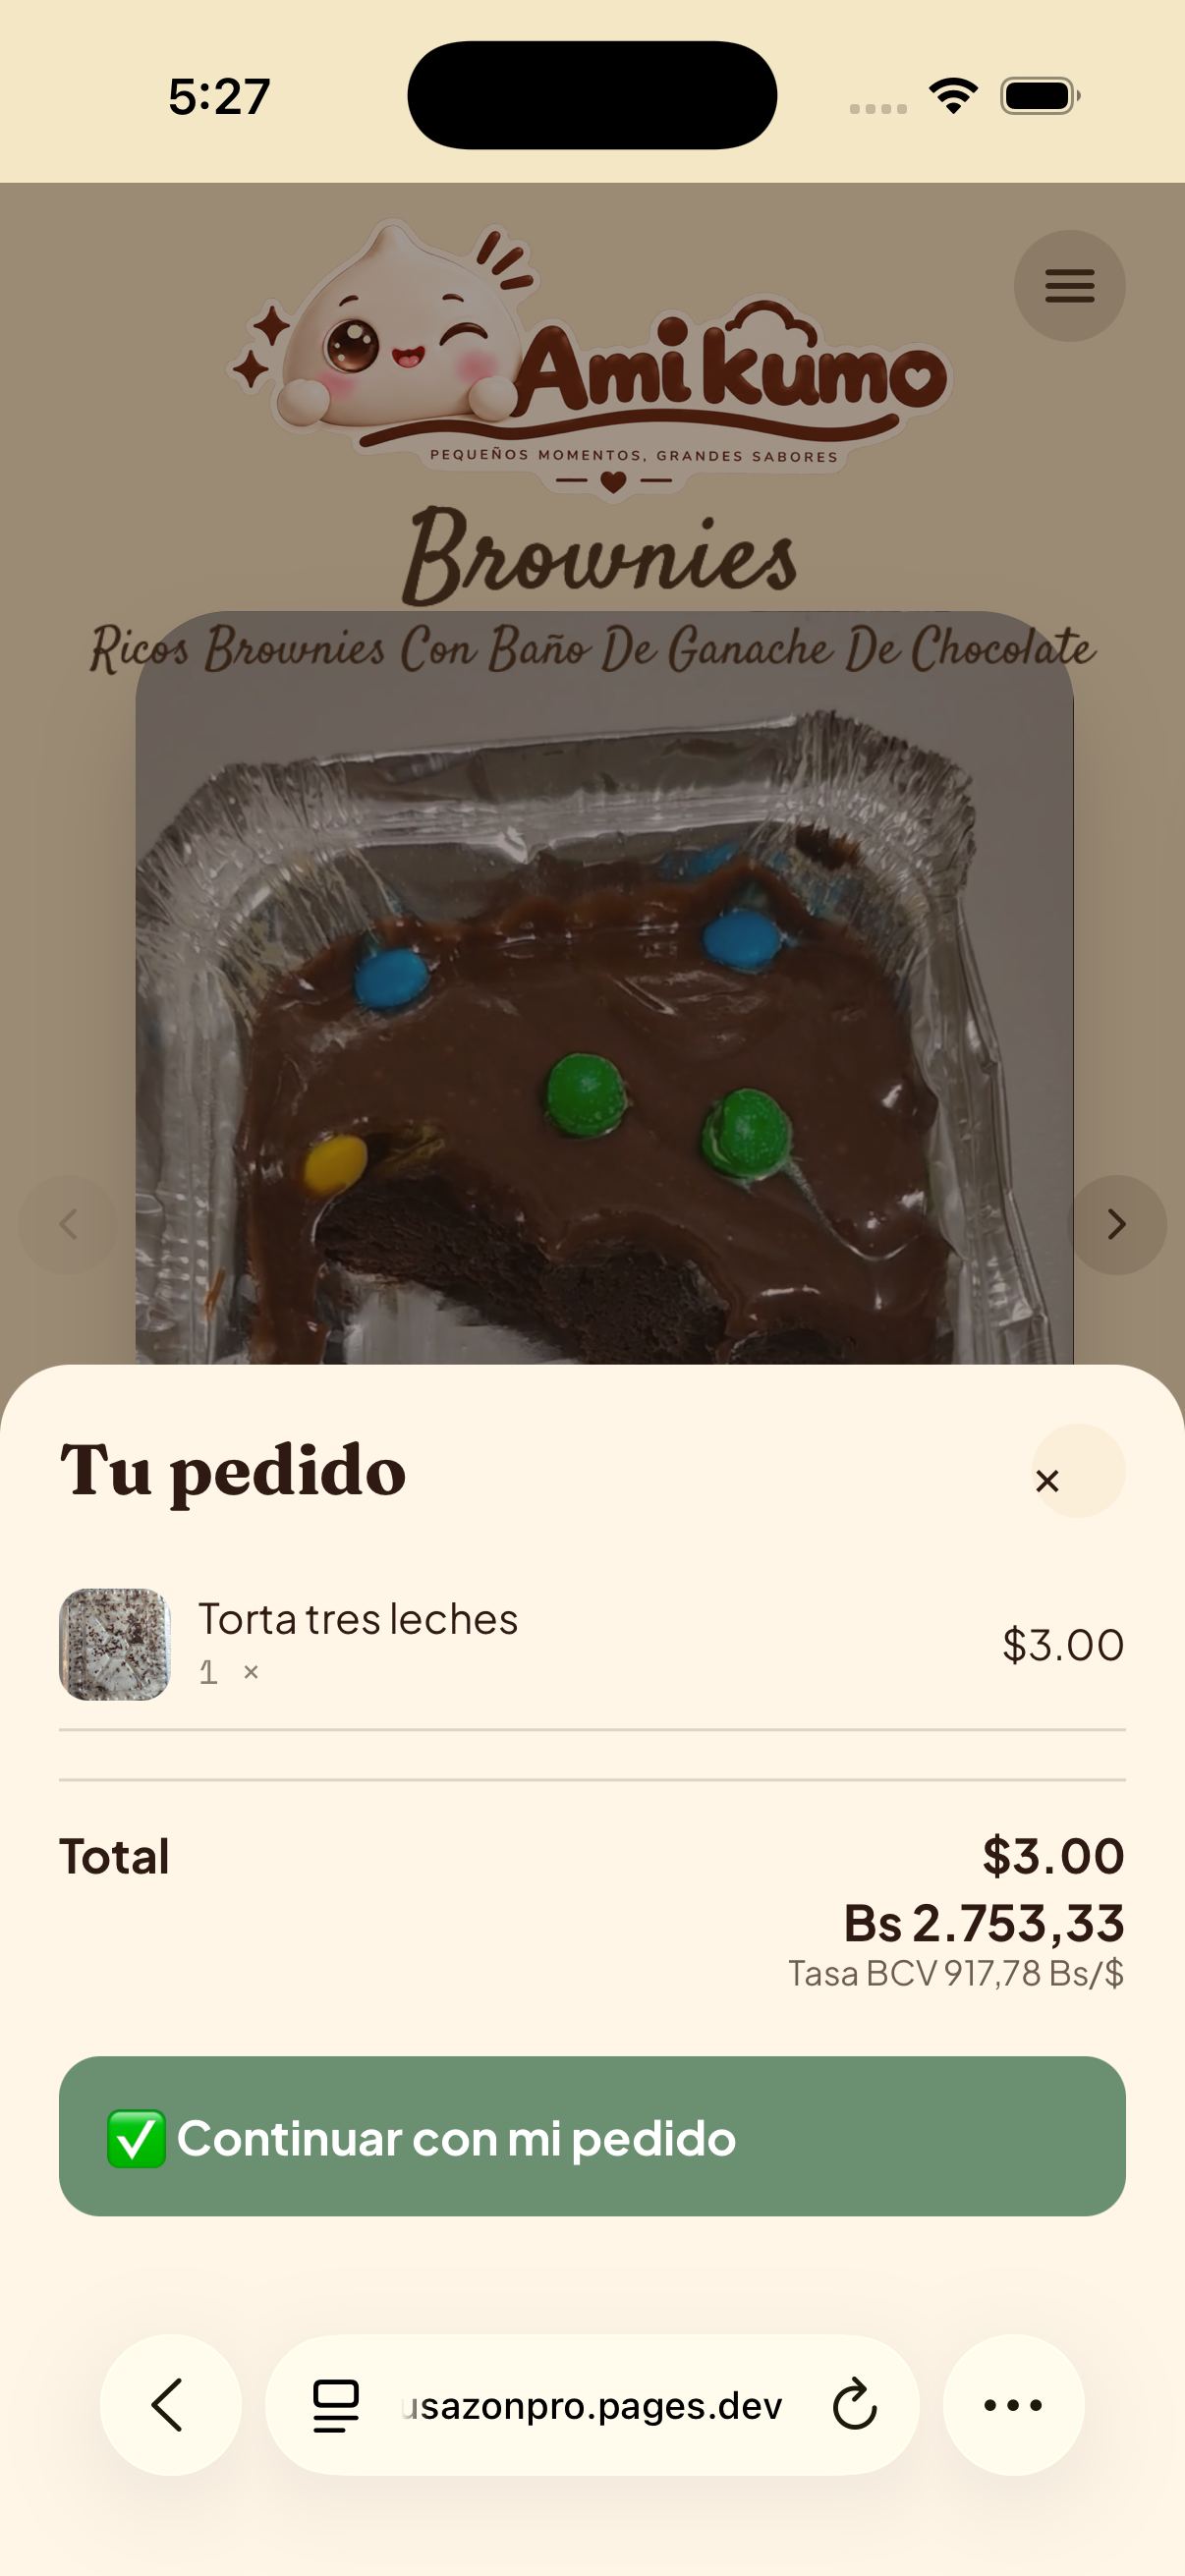 5:27
Ami kumo
PEQUEÑOS MOMENTOS, GRANDES SABORES
Brownies
Ricos Brownies Con Baño De Ganache De Chocolate
Tu pedido
×
Torta tres leches
1 ×
$3.00
Total
$3.00
Bs 2.753,33
Tasa BCV 917,78 Bs/$
✅ Continuar con mi pedido
usazonpro.pages.dev